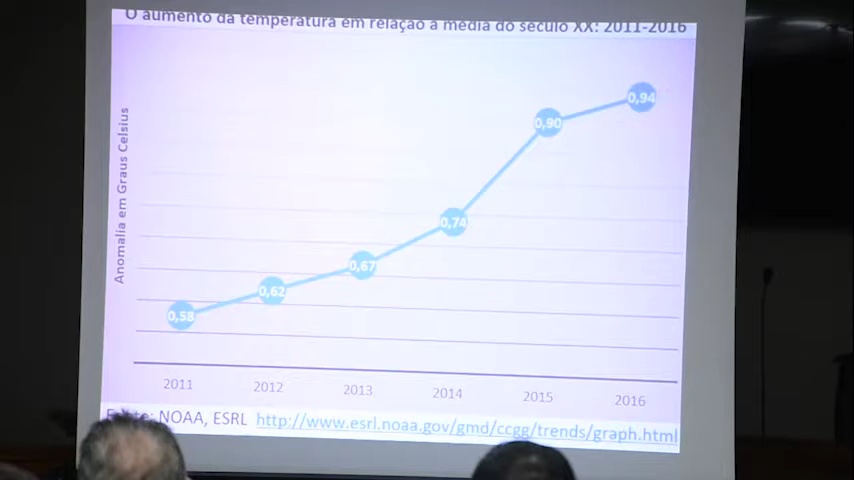 O aumento da temperatura em relação à média do século XX: 2011-2016
Anomalia em Graus Celsius
0,58
0,62
0,67
0,74
0,90
0,94
2011 2012 2013 2014 2015 2016
Fonte: NOAA, ESRL http://www.esrl.noaa.gov/gmd/ccgg/trends/graph.html